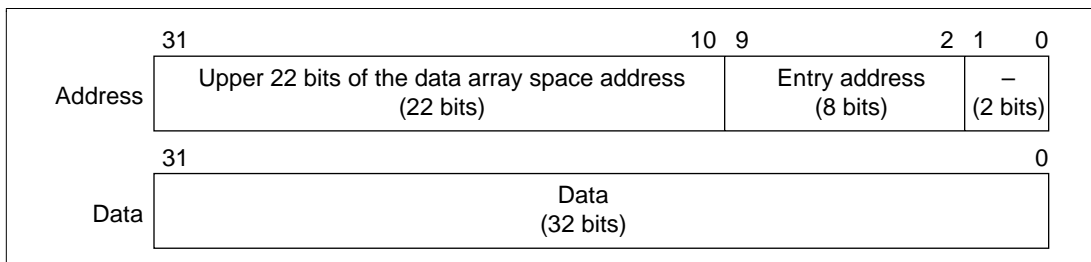 31 10 9 2 1 0
Address Upper 22 bits of the data array space address Entry address –
(22 bits) (8 bits) (2 bits)
31 0
Data Data
(32 bits)